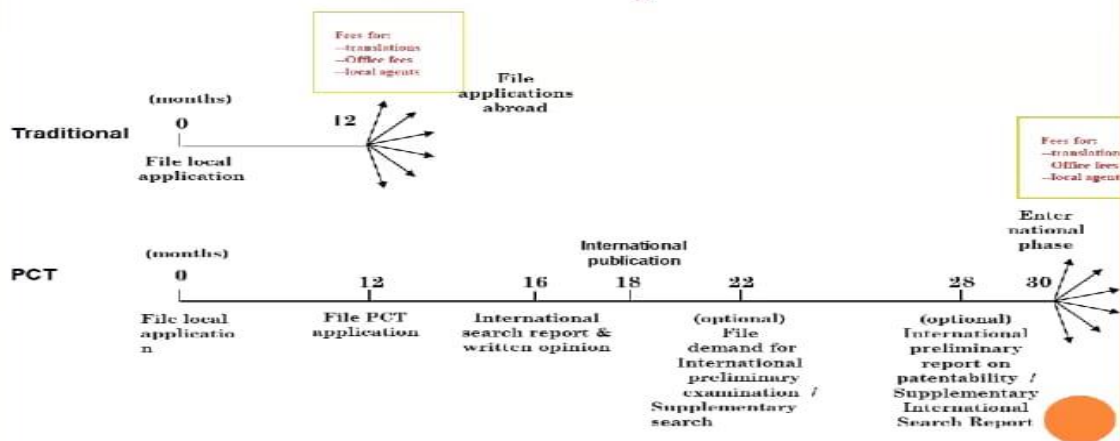 Fees for:
--translations
--Office fees
--local agents
File
applications
abroad
(months)
0
12
Traditional
File local
application
Fees for:
--translation
Office fees
--local agent
Enter
national
phase
International
publication
(months)
PCT
0
12
16
18
22
28
30
File local
applicatio
n
File PCT
application
International
search report &
written opinion
(optional)
File
demand for
International
preliminary
examination /
Supplementary
search
(optional)
International
preliminary
report on
patentability /
Supplementary
International
Search Report